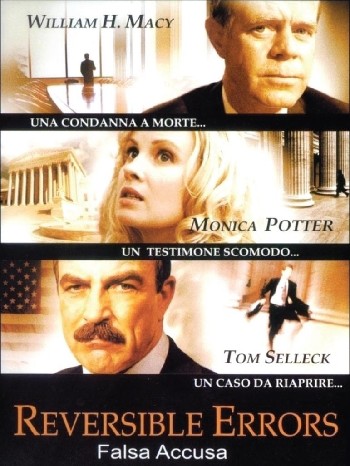 WILLIAM H. MACY
UNA CONDANNA A MORTE...
MONICA POTTER
UN TESTIMONE SCOMODO...
TOM SELLECK
UN CASO DA RIAPRIRE...
REVERSIBLE ERRORS
Falsa Accusa